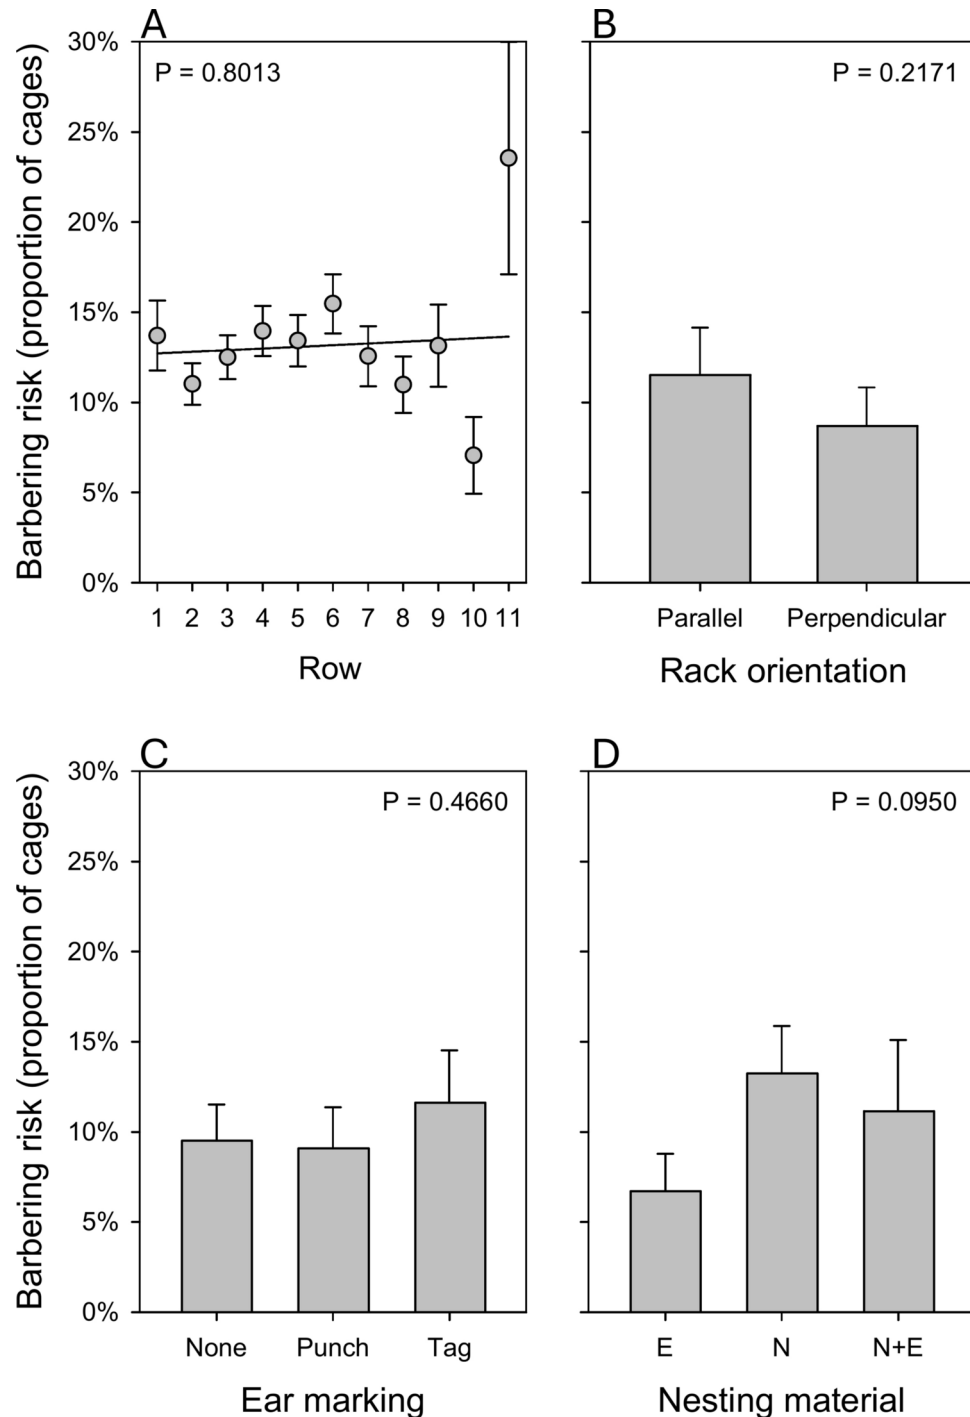 A
B
Barbering risk (proportion of cages)
30%
25%
20%
15%
10%
5%
0%
P = 0.8013
P = 0.2171
1 2 3 4 5 6 7 8 9 10 11
Row
Parallel Perpendicular
Rack orientation
C
D
Barbering risk (proportion of cages)
30%
25%
20%
15%
10%
5%
0%
P = 0.4660
P = 0.0950
None Punch Tag
Ear marking
E N N+E
Nesting material